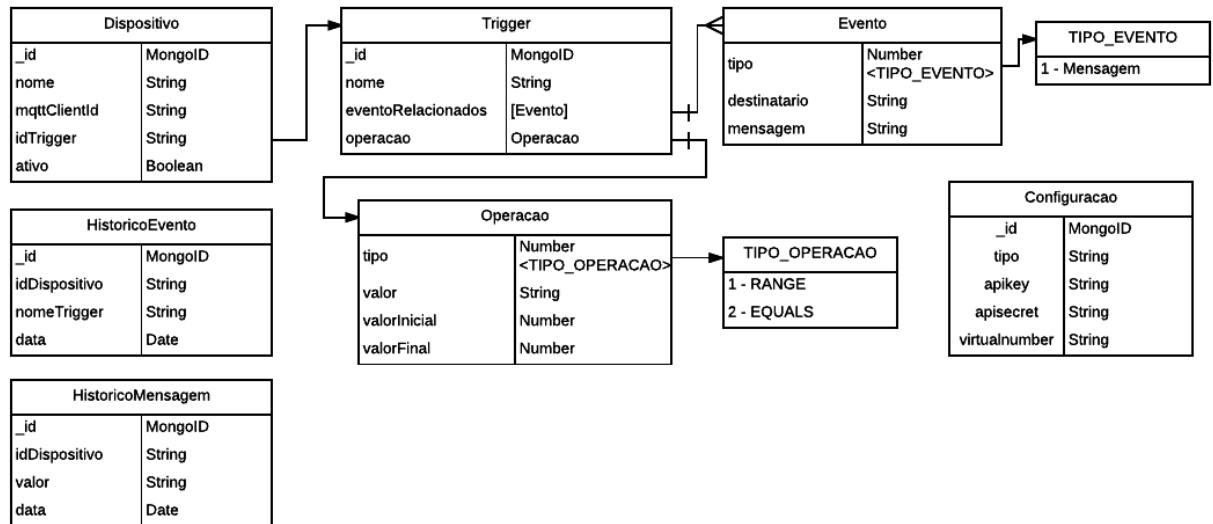 Dispositivo
_id MongoID
nome String
mqttClientId String
idTrigger String
ativo Boolean
Trigger
_id MongoID
nome String
eventoRelacionados [Evento]
operacao Operacao
Evento
tipo Number
<TIPO_EVENTO>
destinatario String
mensagem String
TIPO_EVENTO
1 - Mensagem
HistoricoEvento
_id MongoID
idDispositivo String
nomeTrigger String
data Date
Operacao
tipo Number
<TIPO_OPERACAO>
valor String
valorInicial Number
valorFinal Number
TIPO_OPERACAO
1 - RANGE
2 - EQUALS
Configuracao
_id MongoID
tipo String
apikey String
apisecret String
virtualnumber String
HistoricoMensagem
_id MongoID
idDispositivo String
valor String
data Date